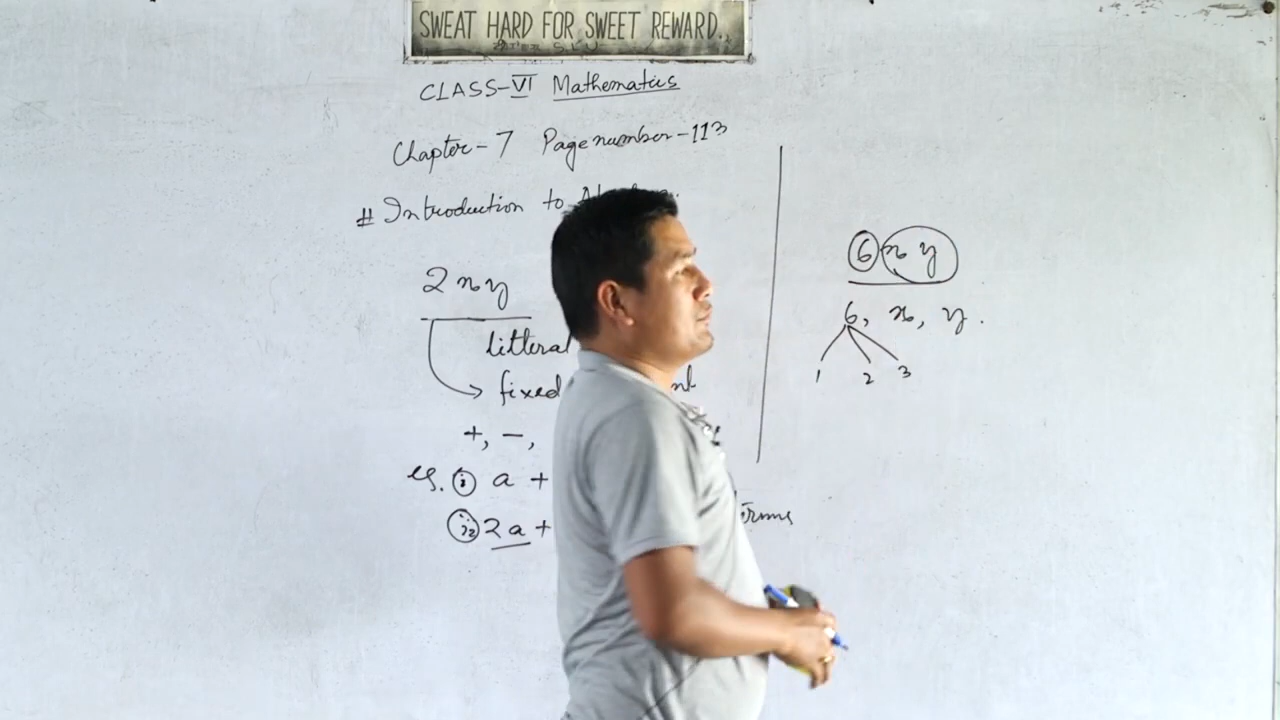 SWEAT HARD FOR SWEET REWARD.
CLASS-VI Mathematics
Chapter-7 Page number-113
# Introduction to
2xy
litteral
fixed
+, -,
eg. (i) a +
(ii) 2a +
6xy
6, x, y.
1 2 3